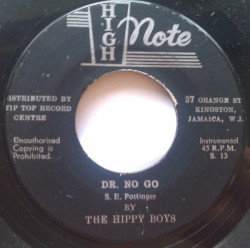 HIGH
Note
DISTRIBUTED BY
TIP TOP RECORD
CENTRE
37 ORANGE ST
KINGSTON,
JAMAICA, W.I.
Unauthorised
Copying is
Prohibited.
Instrumental
45 R.P.M.
S. 13
DR. NO GO
S. E. Pottinger
BY
THE HIPPY BOYS